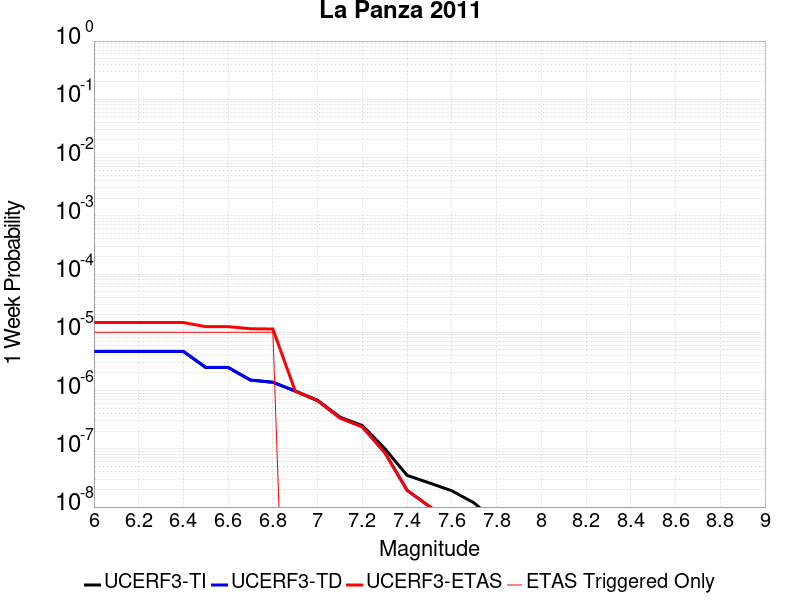 La Panza 2011
10 0
10 -1
10 -2
10 -3
10 -4
10 -5
10 -6
10 -7
10 -8
1 Week Probability
6 6.2 6.4 6.6 6.8 7 7.2 7.4 7.6 7.8 8 8.2 8.4 8.6 8.8 9
Magnitude
UCERF3-TI UCERF3-TD UCERF3-ETAS ETAS Triggered Only